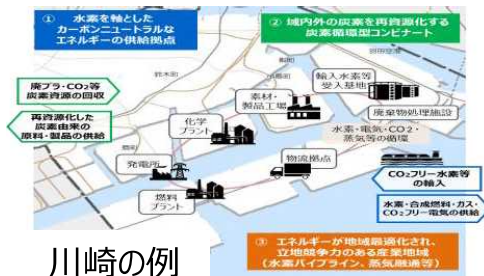 ① 水素を軸とした
カーボンニュートラルな
エネルギーの供給拠点
② 域内外の炭素を再資源化する
炭素循環型コンビナート
廃プラ・CO2等
炭素資源の回収
再資源化した
炭素由来の
原料・製品の供給
素材・
製品工場
輸入水素等
受入基地
化学
プラント
廃棄物処理施設
水素・電気・CO2・
蒸気等の循環
発電所
物流拠点
燃料
プラント
CO2フリー水素等
の輸入
水素・合成燃料・ガス・
CO2フリー電気の供給
③ エネルギーが地域最適化され、
立地競争力のある産業地域
（水素パイプライン、蒸気融通等）
川崎の例